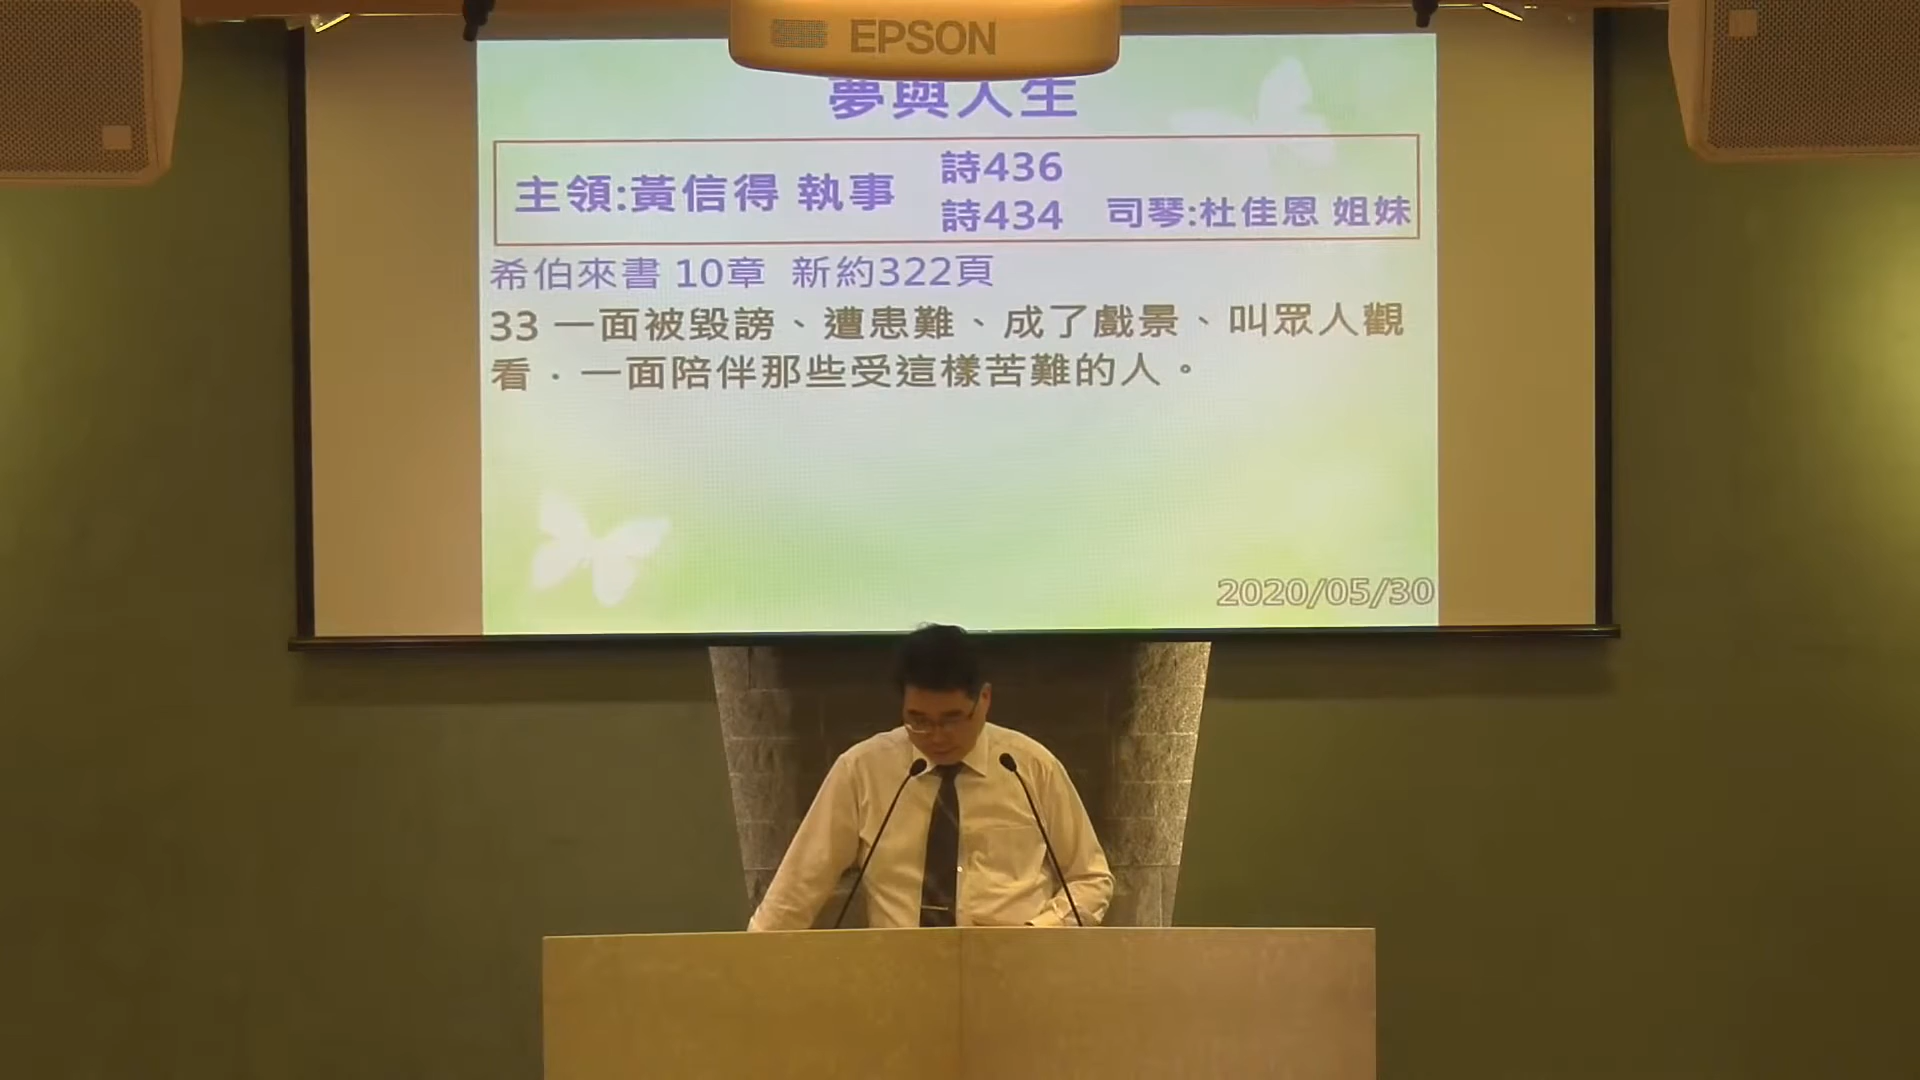 EPSON
夢與人生
詩436
主領:黃信得 執事
詩434 司琴:杜佳恩 姐妹
希伯來書 10章 新約322頁
33 一面被毀謗、遭患難、成了戲景、叫眾人觀
看．一面陪伴那些受這樣苦難的人。
2020/05/30